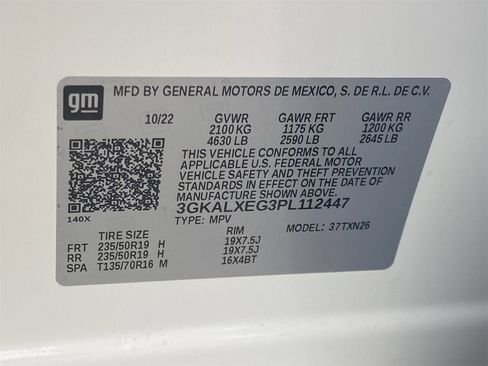 gm MFD BY GENERAL MOTORS DE MEXICO, S. DE R.L. DE C.V.
10/22 GVWR GAWR FRT GAWR RR
2100 KG 1175 KG 1200 KG
4630 LB 2590 LB 2645 LB
THIS VEHICLE CONFORMS TO ALL
APPLICABLE U.S. FEDERAL MOTOR
VEHICLE SAFETY AND THEFT PREVENTION
STANDARDS IN EFFECT ON THE DATE OF
MANUFACTURE SHOWN ABOVE.
3GKALXEG3PL112447
140X TYPE: MPV MODEL: 37TXN26
TIRE SIZE RIM
FRT 235/50R19 H 19X7.5J
RR 235/50R19 H 19X7.5J
SPA T135/70R16 M 16X4BT